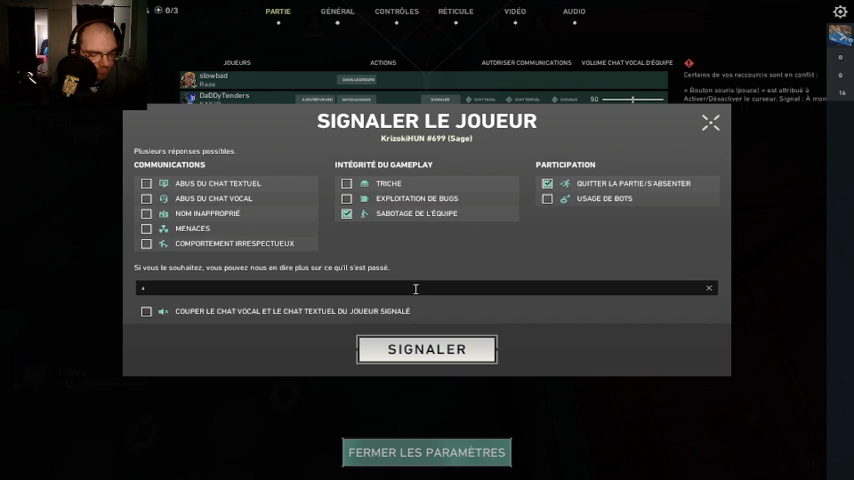 0/3
PARTIE GÉNÉRAL CONTRÔLES RÉTICULE VIDÉO AUDIO
JOUEURS ACTIONS AUTORISER COMMUNICATIONS VOLUME CHAT VOCAL D'ÉQUIPE
slowbad
Raze
DaDDyTenders
SIGNALER
50
Certains de vos raccourcis sont en conflit :
« Bouton souris (pouce) » est attribué à
Activer/Désactiver le curseur. Signal : À mon
0
0
16
SIGNALER LE JOUEUR
KrizokiHUN #699 (Sage)
Plusieurs réponses possibles.
COMMUNICATIONS
ABUS DU CHAT TEXTUEL
ABUS DU CHAT VOCAL
NOM INAPPROPRIÉ
MENACES
COMPORTEMENT IRRESPECTUEUX
INTÉGRITÉ DU GAMEPLAY
TRICHE
EXPLOITATION DE BUGS
SABOTAGE DE L'ÉQUIPE
PARTICIPATION
QUITTER LA PARTIE/S'ABSENTER
USAGE DE BOTS
Si vous le souhaitez, vous pouvez nous en dire plus sur ce qu'il s'est passé.
COUPER LE CHAT VOCAL ET LE CHAT TEXTUEL DU JOUEUR SIGNALÉ
SIGNALER
FERMER LES PARAMÈTRES